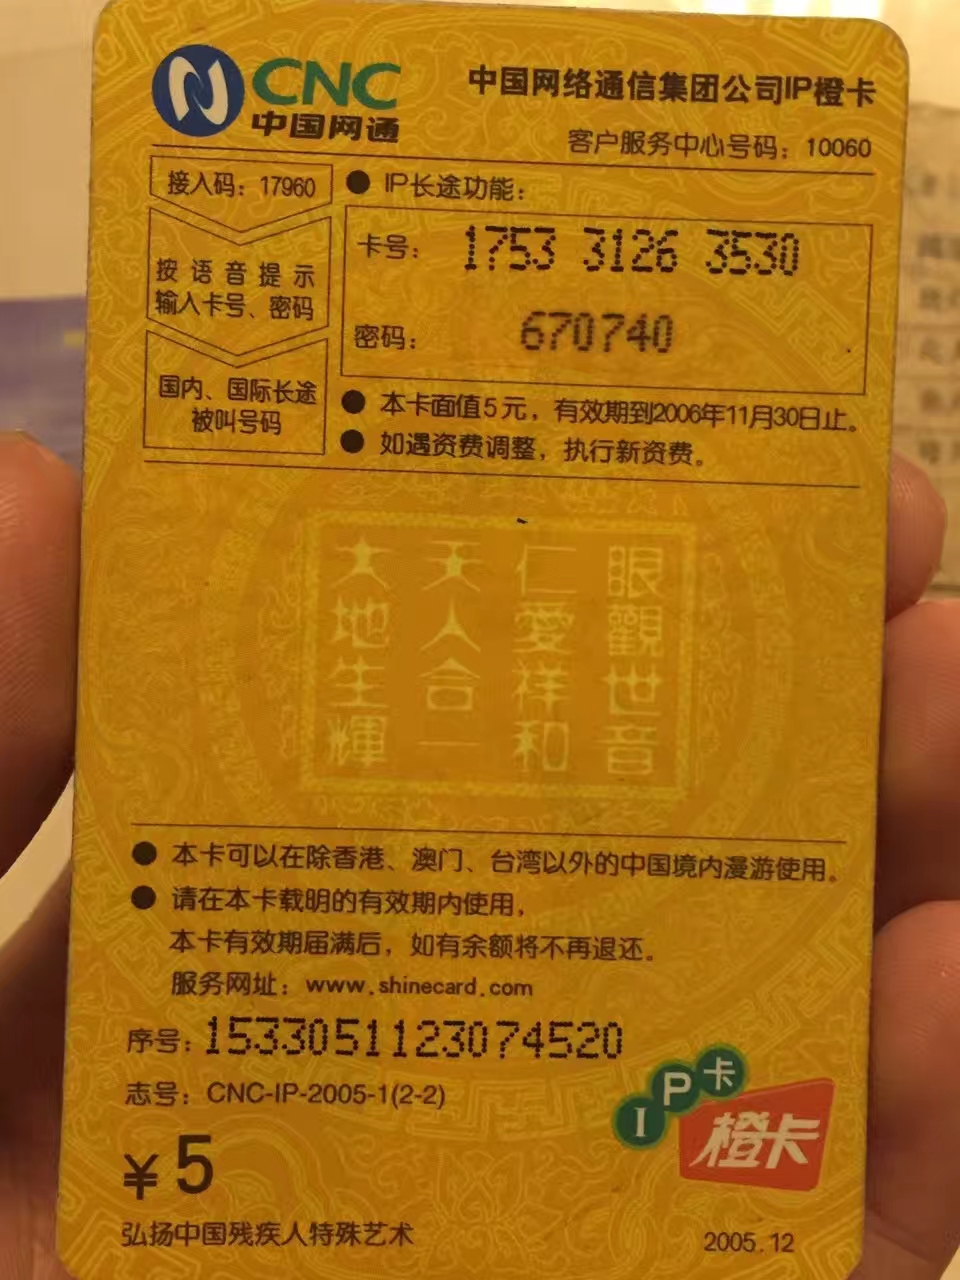 CNC
中国网通
中国网络通信集团公司IP橙卡
客户服务中心号码：10060
接入码：17960
按语音提示
输入卡号、密码
国内、国际长途
被叫号码
● IP长途功能：
卡号：1753 3126 3530
密码：670740
● 本卡面值5元，有效期到2006年11月30日止。
● 如遇资费调整，执行新资费。
眼觀世音
仁愛祥和
天人合一
大地生輝
● 本卡可以在除香港、澳门、台湾以外的中国境内漫游使用。
● 请在本卡载明的有效期内使用，
本卡有效期届满后，如有余额将不再退还。
服务网址：www.shinecard.com
序号：1533051123074520
志号：CNC-IP-2005-1(2-2)
IP卡
橙卡
¥5
弘扬中国残疾人特殊艺术
2005.12